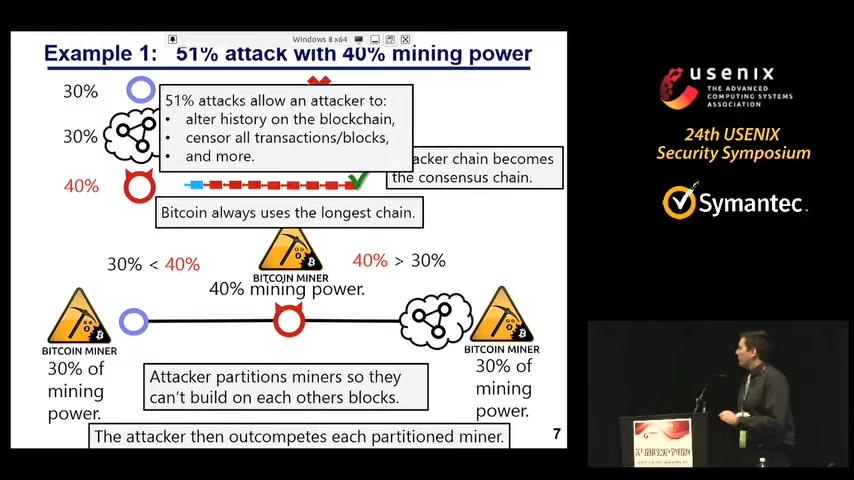 Windows 8 x64
Example 1: 51% attack with 40% mining power
30%
30%
40%
51% attacks allow an attacker to:
• alter history on the blockchain,
• censor all transactions/blocks,
• and more.
acker chain becomes
the consensus chain.
Bitcoin always uses the longest chain.
30% < 40%
40% > 30%
BITCOIN MINER
40% mining power.
BITCOIN MINER
30% of
mining
power.
BITCOIN MINER
30% of
mining
power.
Attacker partitions miners so they
can't build on each others blocks.
The attacker then outcompetes each partitioned miner.
7
usenix
THE ADVANCED
COMPUTING SYSTEMS
ASSOCIATION
24th USENIX
Security Symposium
Symantec.